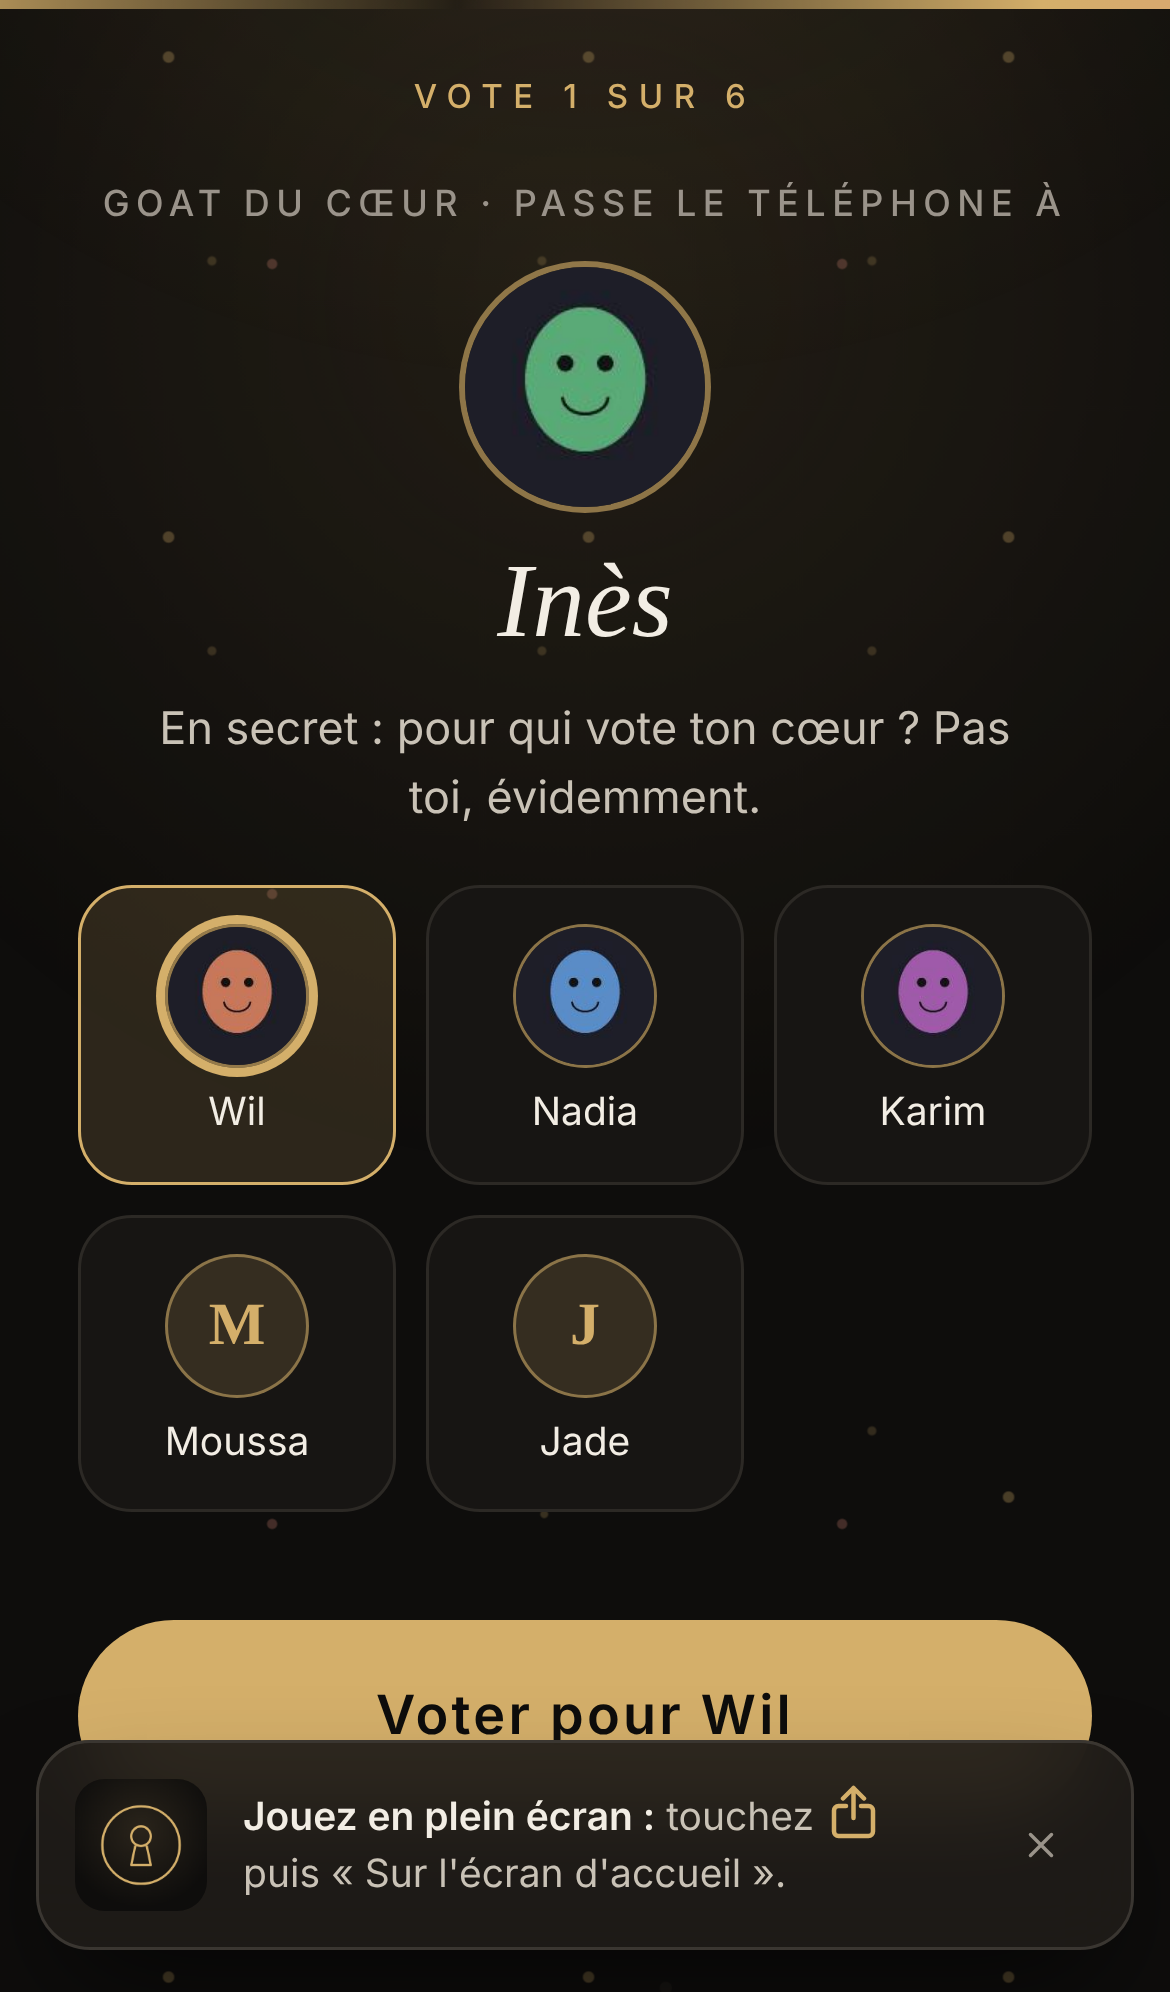 VOTE 1 SUR 6
GOAT DU CŒUR · PASSE LE TÉLÉPHONE À
Inès
En secret : pour qui vote ton cœur ? Pas
toi, évidemment.
Wil
Nadia
Karim
M
Moussa
J
Jade
Voter pour Wil
Jouez en plein écran : touchez
puis « Sur l'écran d'accueil ».